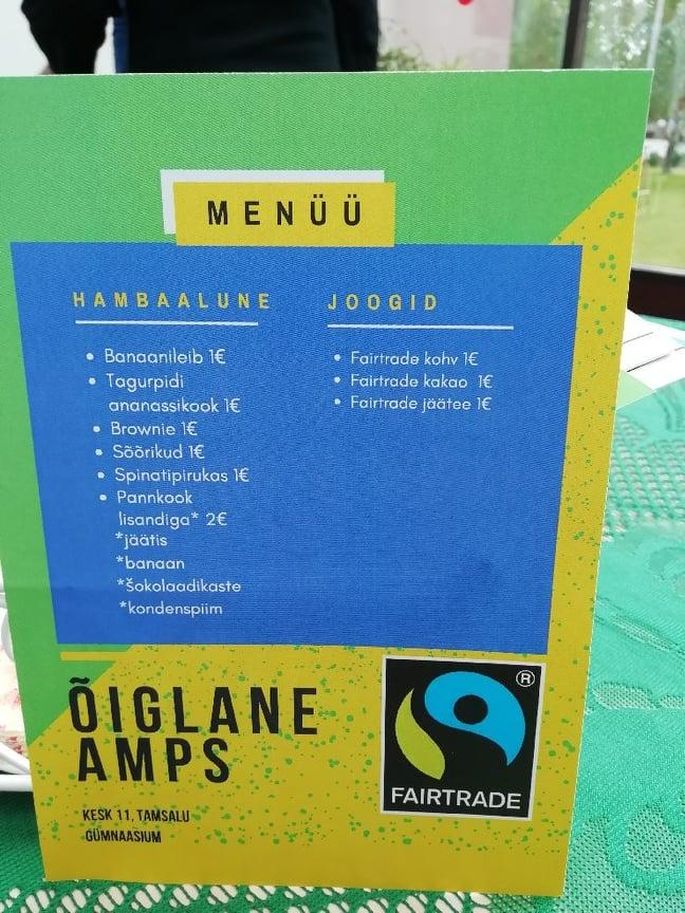 MENÜÜ
HAMBAALUNE
• Banaanileib 1€
• Tagurpidi
ananassikook 1€
• Brownie 1€
• Sõõrikud 1€
• Spinatipirukas 1€
• Pannkook
lisandiga* 2€
*jäätis
*banaan
*šokolaadikaste
*kondenspiim
JOOGID
• Fairtrade kohv 1€
• Fairtrade kakao 1€
• Fairtrade jäätee 1€
ÕIGLANE
AMPS
KESK 11, TAMSALU
GÜMNAASIUM
®
FAIRTRADE